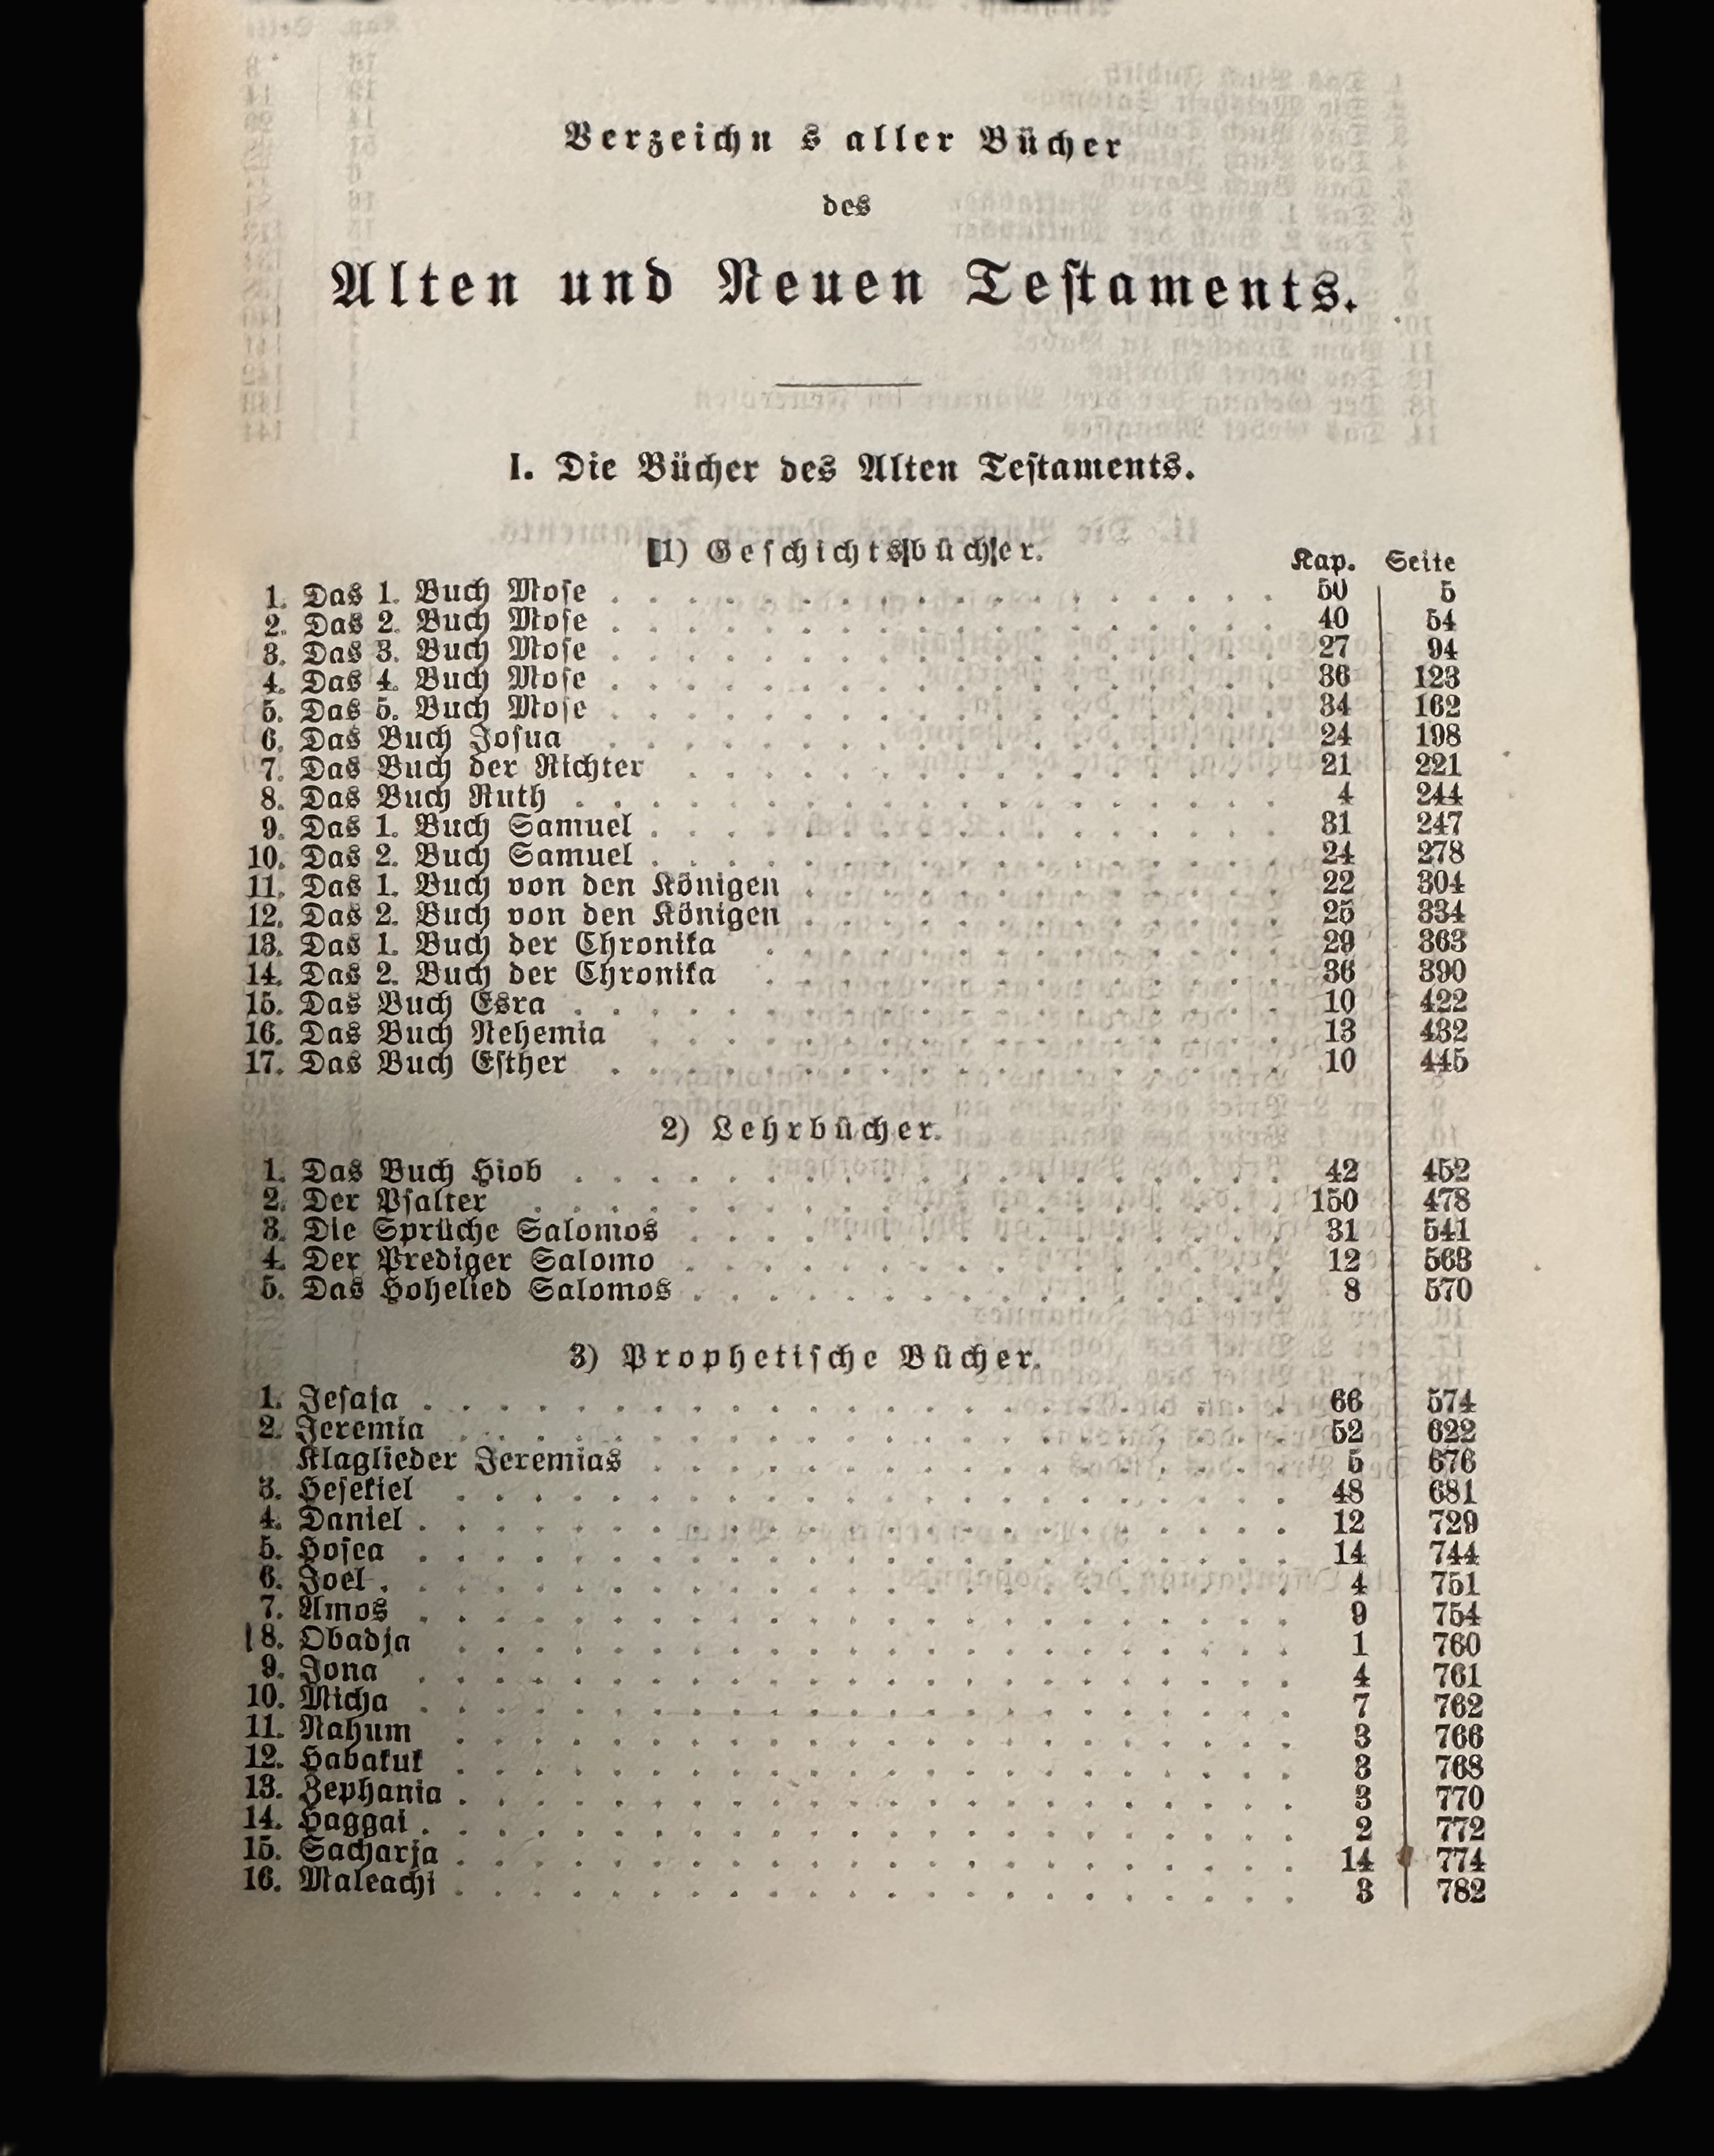 Verzeichn s aller Bücher
des
Alten und Neuen Testaments.
I. Die Bücher des Alten Testaments.
1) Geschichtsbücher.
Kap. Seite
1. Das 1. Buch Mose . . . . . . . . . . . . . . . . . . 50 5
2. Das 2. Buch Mose . . . . . . . . . . . . . . . . . . 40 54
3. Das 3. Buch Mose . . . . . . . . . . . . . . . . . . 27 94
4. Das 4. Buch Mose . . . . . . . . . . . . . . . . . . 36 123
5. Das 5. Buch Mose . . . . . . . . . . . . . . . . . . 34 162
6. Das Buch Josua . . . . . . . . . . . . . . . . . . 24 198
7. Das Buch der Richter . . . . . . . . . . . . . . . . 21 221
8. Das Buch Ruth . . . . . . . . . . . . . . . . . . . 4 244
9. Das 1. Buch Samuel . . . . . . . . . . . . . . . . . 31 247
10. Das 2. Buch Samuel . . . . . . . . . . . . . . . . . 24 278
11. Das 1. Buch von den Königen . . . . . . . . . . . . . 22 304
12. Das 2. Buch von den Königen . . . . . . . . . . . . . 25 334
13. Das 1. Buch der Chronika . . . . . . . . . . . . . . 29 363
14. Das 2. Buch der Chronika . . . . . . . . . . . . . . 36 390
15. Das Buch Esra . . . . . . . . . . . . . . . . . . . 10 422
16. Das Buch Nehemia . . . . . . . . . . . . . . . . . 13 432
17. Das Buch Esther . . . . . . . . . . . . . . . . . . 10 445
2) Lehrbücher.
1. Das Buch Hiob . . . . . . . . . . . . . . . . . . . 42 452
2. Der Psalter . . . . . . . . . . . . . . . . . . . . 150 478
3. Die Sprüche Salomos . . . . . . . . . . . . . . . . 31 541
4. Der Prediger Salomo . . . . . . . . . . . . . . . . 12 563
5. Das Hohelied Salomos . . . . . . . . . . . . . . . . 8 570
3) Prophetische Bücher.
1. Jesaja . . . . . . . . . . . . . . . . . . . . . . . 66 574
2. Jeremia . . . . . . . . . . . . . . . . . . . . . . 52 622
Klaglieder Jeremias . . . . . . . . . . . . . . . . . 5 676
3. Hesekiel . . . . . . . . . . . . . . . . . . . . . . 48 681
4. Daniel . . . . . . . . . . . . . . . . . . . . . . . 12 729
5. Hosea . . . . . . . . . . . . . . . . . . . . . . . 14 744
6. Joel . . . . . . . . . . . . . . . . . . . . . . . . 4 751
7. Amos . . . . . . . . . . . . . . . . . . . . . . . 9 754
8. Obadja . . . . . . . . . . . . . . . . . . . . . . 1 760
9. Jona . . . . . . . . . . . . . . . . . . . . . . . 4 761
10. Micha . . . . . . . . . . . . . . . . . . . . . . . 7 762
11. Nahum . . . . . . . . . . . . . . . . . . . . . . 3 766
12. Habakuk . . . . . . . . . . . . . . . . . . . . . . 3 768
13. Zephania . . . . . . . . . . . . . . . . . . . . . . 3 770
14. Haggai . . . . . . . . . . . . . . . . . . . . . . . 2 772
15. Sacharja . . . . . . . . . . . . . . . . . . . . . . 14 774
16. Maleachi . . . . . . . . . . . . . . . . . . . . . . 3 782